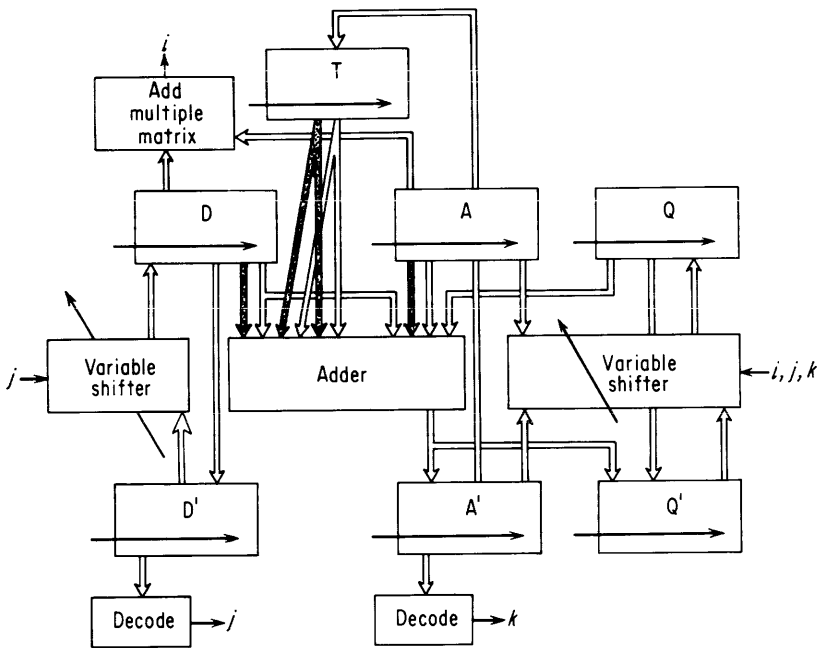 i
T
Add
multiple
matrix
D
A
Q
j
Variable
shifter
Adder
Variable
shifter
i, j, k
D'
A'
Q'
Decode
j
Decode
k